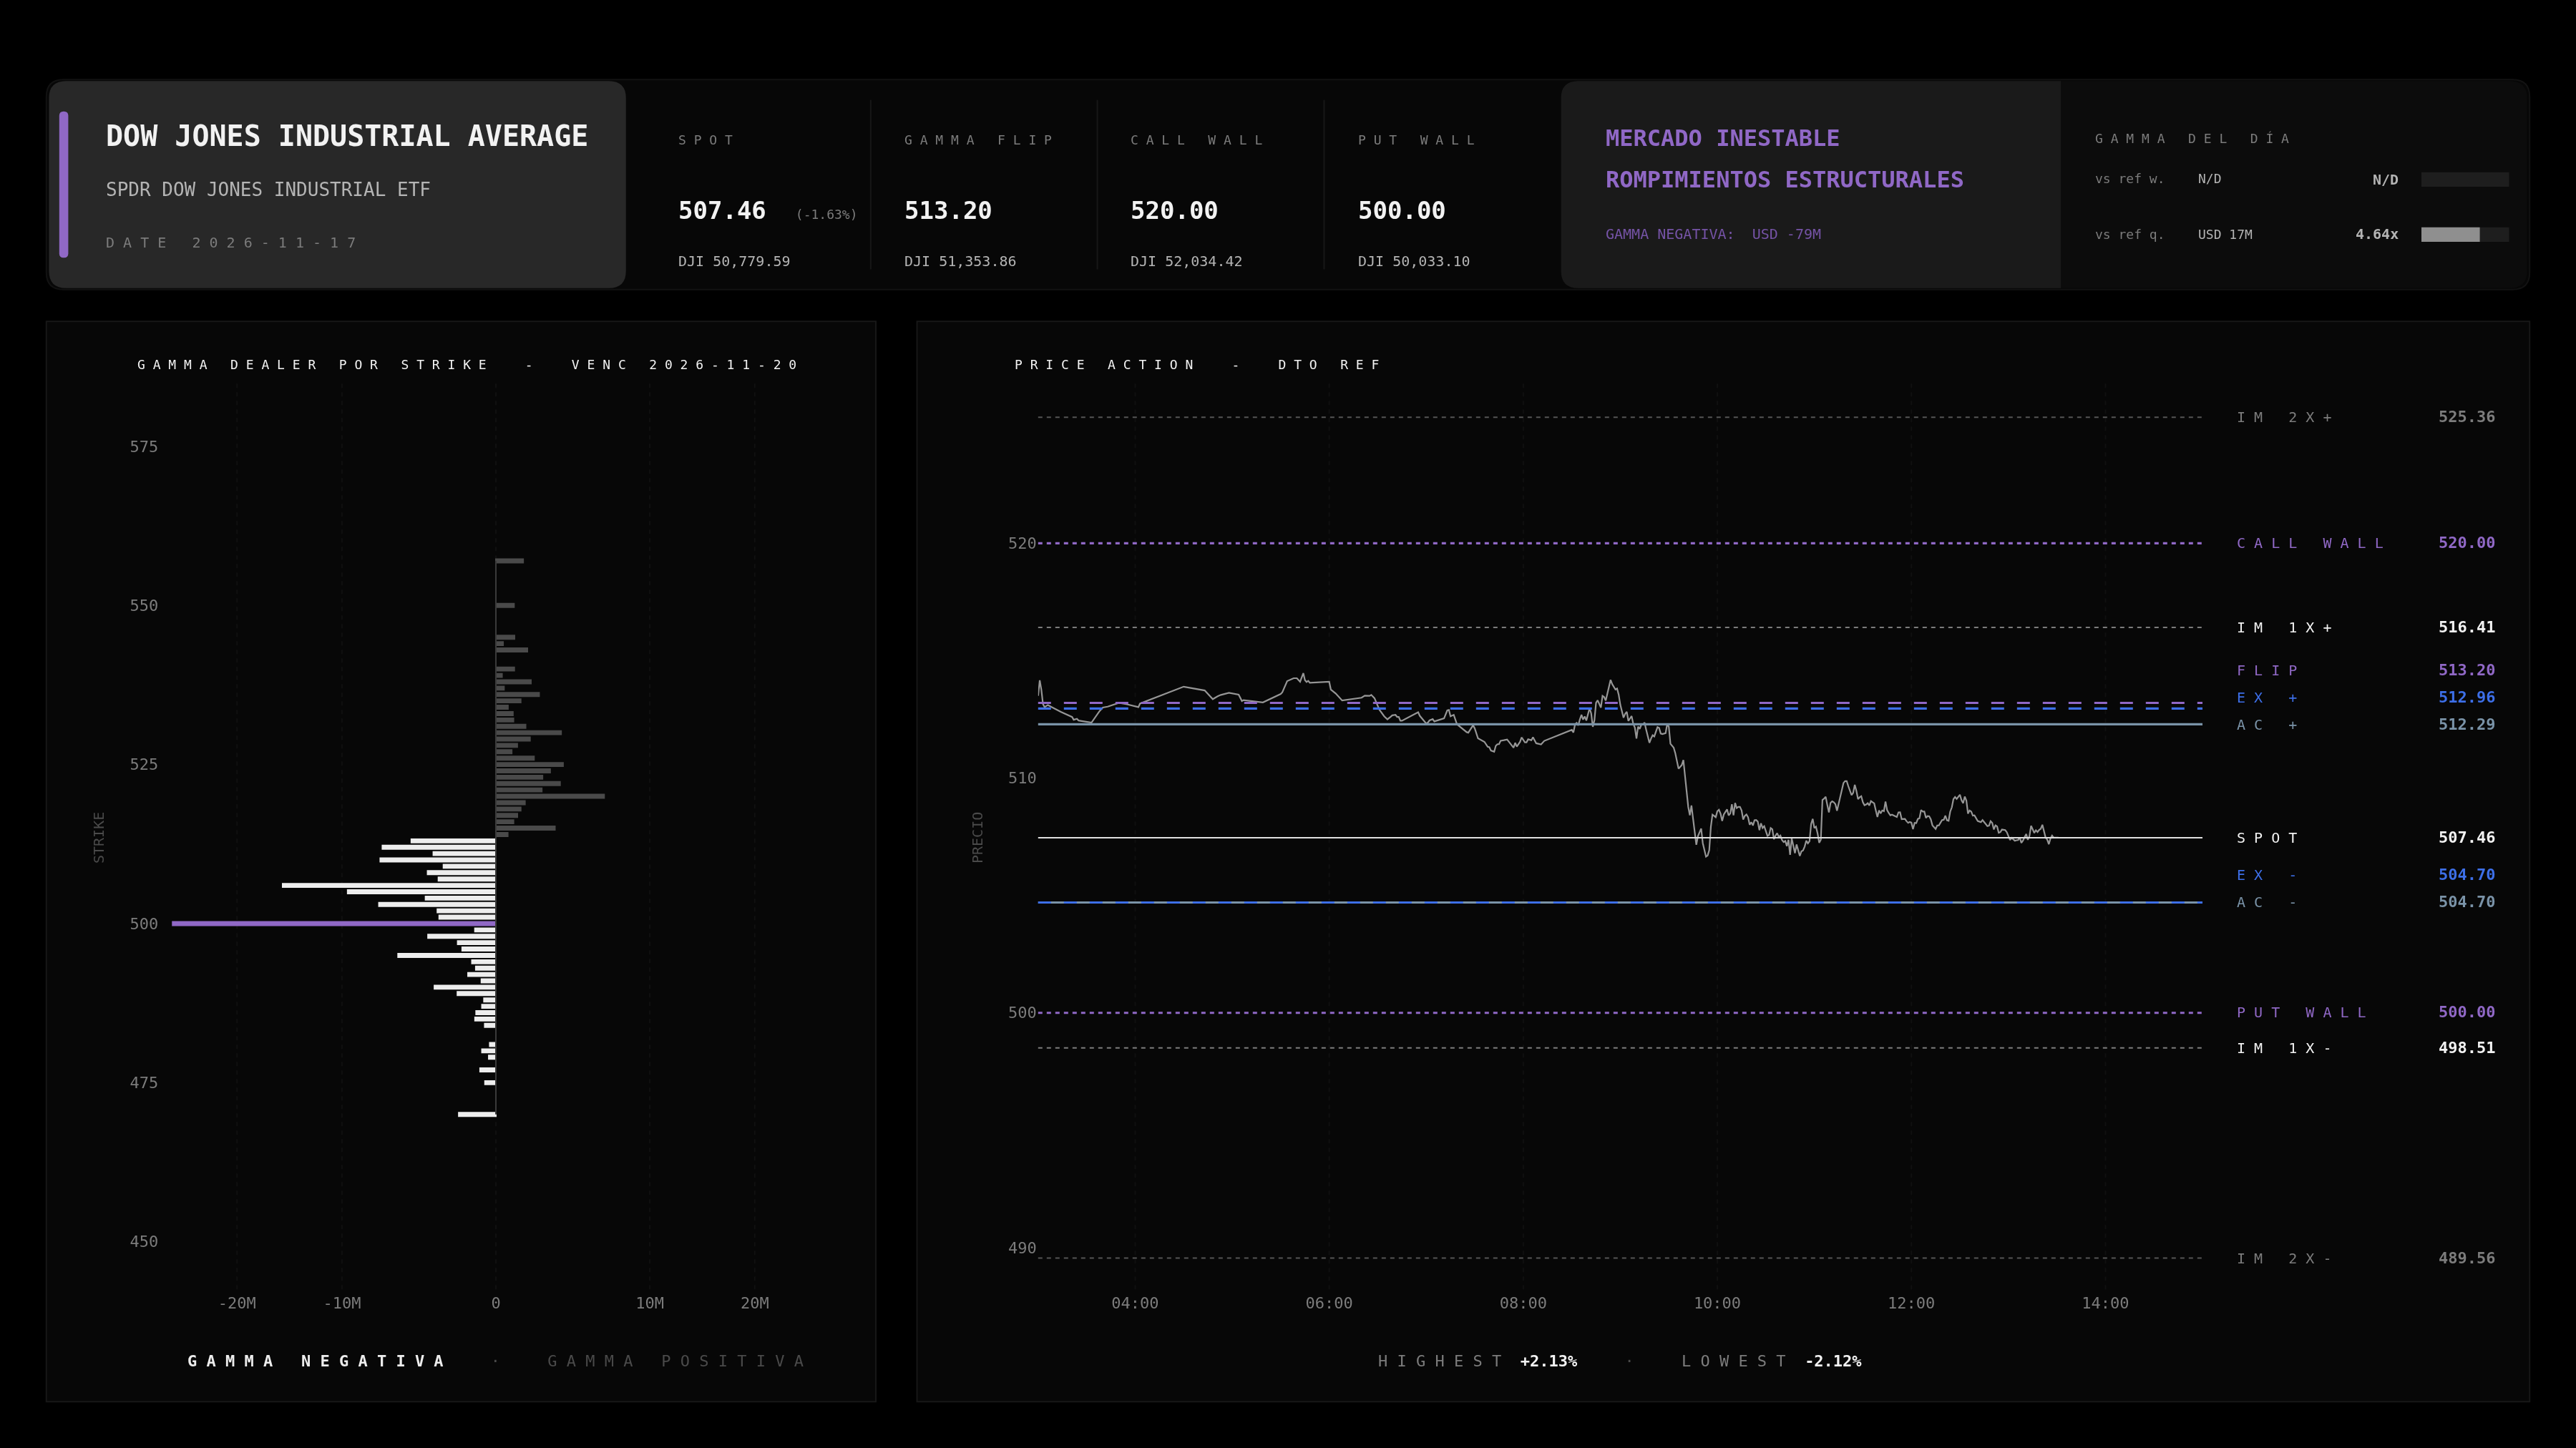 DOW JONES INDUSTRIAL AVERAGE
SPDR DOW JONES INDUSTRIAL ETF
DATE 2026-11-17
SPOT
507.46 (-1.63%)
DJI 50,779.59
GAMMA FLIP
513.20
DJI 51,353.86
CALL WALL
520.00
DJI 52,034.42
PUT WALL
500.00
DJI 50,033.10
MERCADO INESTABLE
ROMPIMIENTOS ESTRUCTURALES
GAMMA NEGATIVA: USD -79M
GAMMA DEL DÍA
vs ref w. N/D N/D
vs ref q. USD 17M 4.64x
GAMMA DEALER POR STRIKE - VENC 2026-11-20
575
550
525
500
475
450
STRIKE
-20M -10M 0 10M 20M
GAMMA NEGATIVA · GAMMA POSITIVA
PRICE ACTION - DTO REF
520
510
500
490
PRECIO
04:00 06:00 08:00 10:00 12:00 14:00
IM 2X+ 525.36
CALL WALL 520.00
IM 1X+ 516.41
FLIP 513.20
EX + 512.96
AC + 512.29
SPOT 507.46
EX - 504.70
AC - 504.70
PUT WALL 500.00
IM 1X- 498.51
IM 2X- 489.56
HIGHEST +2.13% · LOWEST -2.12%